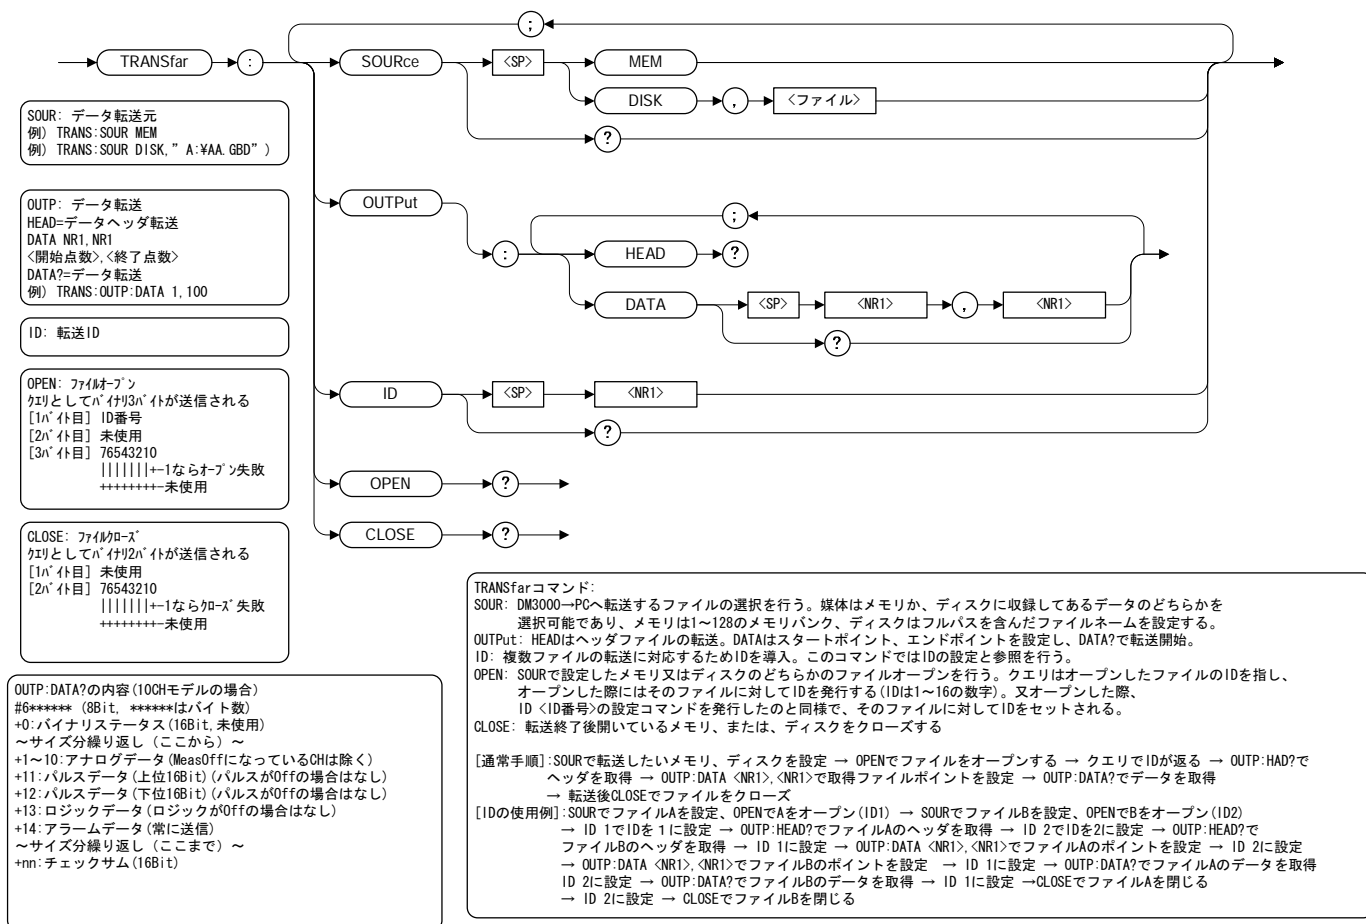 ;
TRANSfar : SOURce <SP> MEM
DISK , <ファイル>
?
SOUR: データ転送元
例) TRANS:SOUR MEM
例) TRANS:SOUR DISK,”A:¥AA.GBD”)
OUTPut : ;
HEAD ?
DATA <SP> <NR1> , <NR1>
?
OUTP: データ転送
HEAD=データヘッダ転送
DATA NR1,NR1
<開始点数>,<終了点数>
DATA?=データ転送
例) TRANS:OUTP:DATA 1,100
ID: 転送ID
ID <SP> <NR1>
?
OPEN: ファイルオープン
クエリとしてバイナリ3バイトが送信される
[1バイト目] ID番号
[2バイト目] 未使用
[3バイト目] 76543210
|||||||+-1ならオープン失敗
++++++++-未使用
OPEN ?
CLOSE ?
CLOSE: ファイルクローズ
クエリとしてバイナリ2バイトが送信される
[1バイト目] 未使用
[2バイト目] 76543210
|||||||+-1ならクローズ失敗
++++++++-未使用
OUTP:DATA?の内容(10CHモデルの場合)
#6****** (8Bit, ******はバイト数)
+0:バイナリステータス(16Bit,未使用)
～サイズ分繰り返し（ここから）～
+1～10:アナログデータ(MeasOffになっているCHは除く)
+11:パルスデータ(上位16Bit)(パルスがOffの場合はなし)
+12:パルスデータ(下位16Bit)(パルスがOffの場合はなし)
+13:ロジックデータ(ロジックがOffの場合はなし)
+14:アラームデータ(常に送信)
～サイズ分繰り返し（ここまで）～
+nn:チェックサム(16Bit)
TRANSfarコマンド:
SOUR: DM3000→PCへ転送するファイルの選択を行う。媒体はメモリか、ディスクに収録してあるデータのどちらかを
選択可能であり、メモリは1～128のメモリバンク、ディスクはフルパスを含んだファイルネームを設定する。
OUTPut: HEADはヘッダファイルの転送。DATAはスタートポイント、エンドポイントを設定し、DATA?で転送開始。
ID: 複数ファイルの転送に対応するためIDを導入。このコマンドではIDの設定と参照を行う。
OPEN: SOURで設定したメモリ又はディスクのどちらかのファイルオープンを行う。クエリはオープンしたファイルのIDを指し、
オープンした際にはそのファイルに対してIDを発行する(IDは1～16の数字)。又オープンした際、
ID <ID番号>の設定コマンドを発行したのと同様で、そのファイルに対してIDをセットされる。
CLOSE: 転送終了後開いているメモリ、または、ディスクをクローズする
[通常手順]:SOURで転送したいメモリ、ディスクを設定 → OPENでファイルをオープンする → クエリでIDが返る → OUTP:HAD?で
ヘッダを取得 → OUTP:DATA <NR1>,<NR1>で取得ファイルポイントを設定 → OUTP:DATA?でデータを取得
→ 転送後CLOSEでファイルをクローズ
[IDの使用例]:SOURでファイルAを設定、OPENでAをオープン(ID1) → SOURでファイルBを設定、OPENでBをオープン(ID2)
→ ID 1でIDを１に設定 → OUTP:HEAD?でファイルAのヘッダを取得 → ID 2でIDを2に設定 → OUTP:HEAD?で
ファイルBのヘッダを取得 → ID 1に設定 → OUTP:DATA <NR1>,<NR1>でファイルAのポイントを設定 → ID 2に設定
→ OUTP:DATA <NR1>,<NR1>でファイルBのポイントを設定 → ID 1に設定 → OUTP:DATA?でファイルAのデータを取得
ID 2に設定 → OUTP:DATA?でファイルBのデータを取得 → ID 1に設定 →CLOSEでファイルAを閉じる
→ ID 2に設定 → CLOSEでファイルBを閉じる